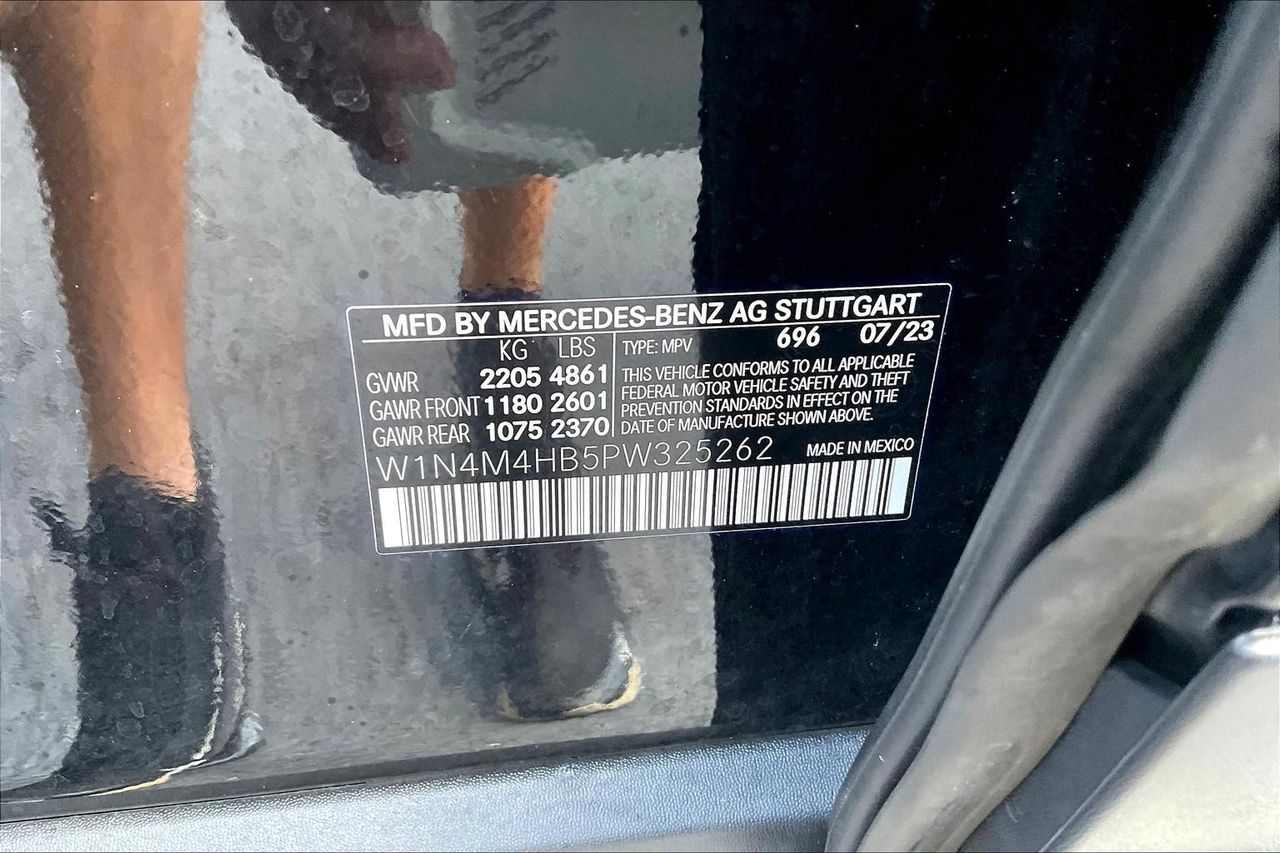 MFD BY MERCEDES-BENZ AG STUTTGART
KG LBS
GVWR 2205 4861
GAWR FRONT 1180 2601
GAWR REAR 1075 2370
TYPE: MPV 696 07/23
THIS VEHICLE CONFORMS TO ALL APPLICABLE
FEDERAL MOTOR VEHICLE SAFETY AND THEFT
PREVENTION STANDARDS IN EFFECT ON THE
DATE OF MANUFACTURE SHOWN ABOVE.
W1N4M4HB5PW325262 MADE IN MEXICO